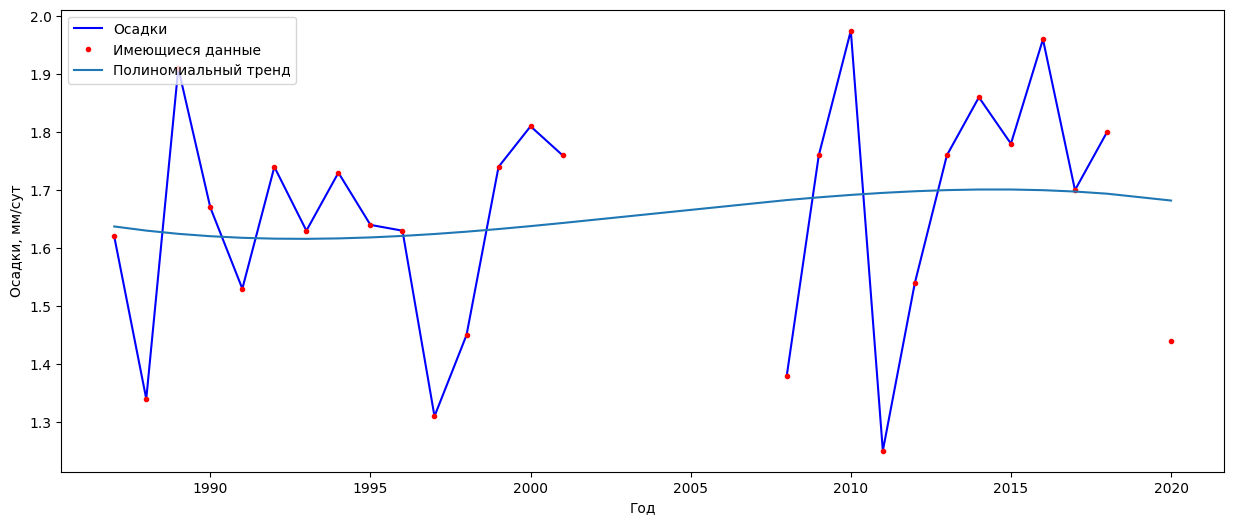 Осадки
Имеющиеся данные
Полиномиальный тренд
2.0
1.9
1.8
1.7
1.6
1.5
1.4
1.3
Осадки, мм/сут
1990 1995 2000 2005 2010 2015 2020
Год